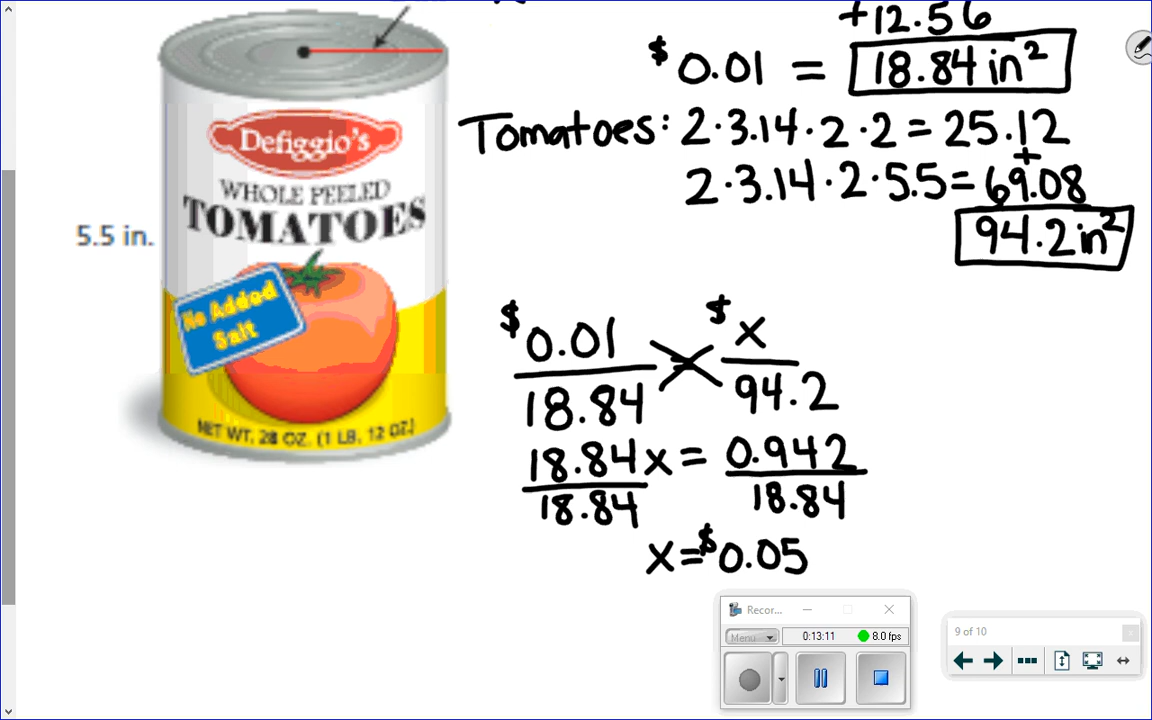 +12.56
$0.01 = 18.84 in²
Tomatoes: 2·3.14·2·2 = 25.12
+
2·3.14·2·5.5 = 69.08
94.2 in²
Defiggio's
WHOLE PEELED
TOMATOES
5.5 in.
No Added
Salt
NET WT. 28 OZ. (1 LB. 12 OZ.)
$0.01 $x
18.84 94.2
18.84x = 0.942
18.84 18.84
x = $0.05
Recor...
Menu
0:13:11
8.0 fps
9 of 10